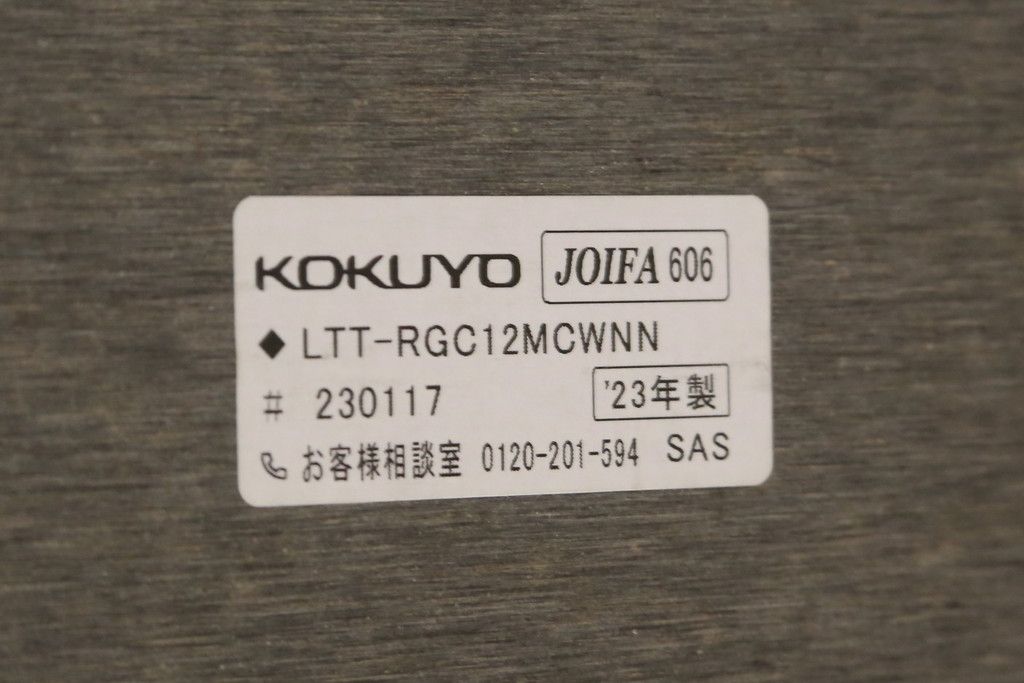 KOKUYO JOIFA 606
◆ LTT-RGC12MCWNN
# 230117 '23年製
お客様相談室 0120-201-594 SAS